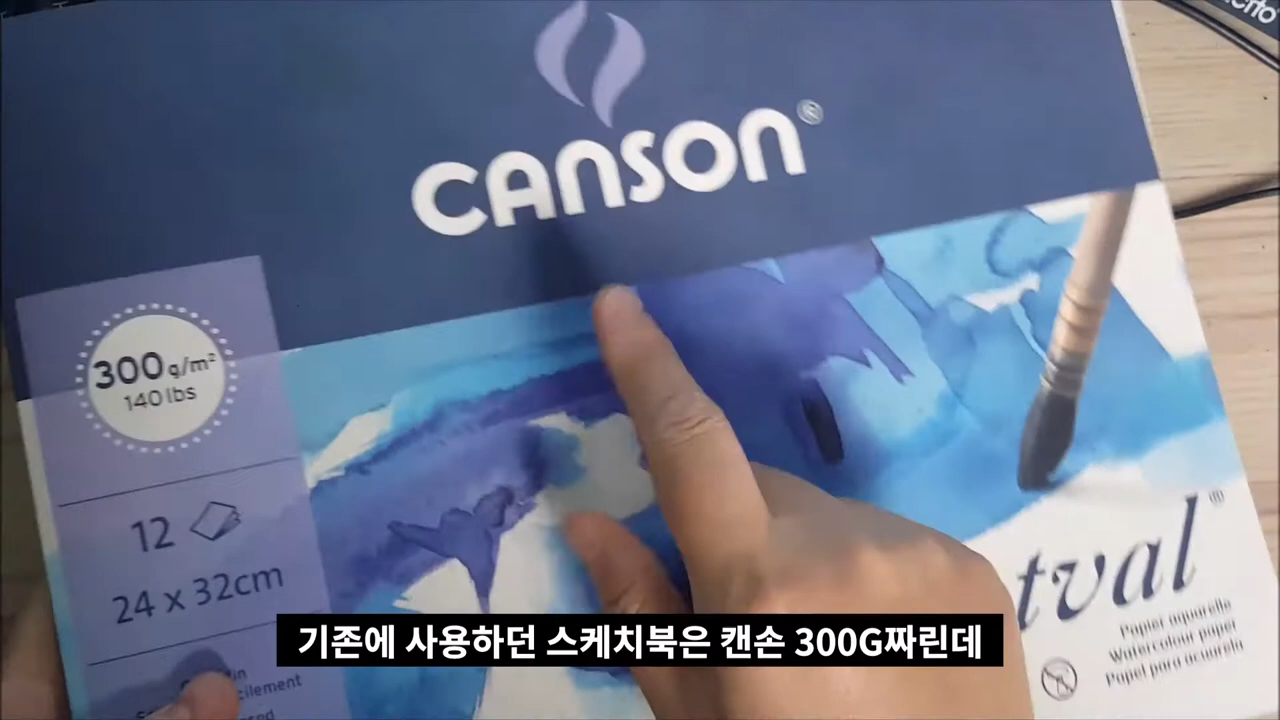 CANSON®
300 g/m²
140 lbs
12
24 x 32cm
tval®
Papier aquarelle
Watercolour paper
Papel para acuarela
기존에 사용하던 스케치북은 캔손 300G짜린데